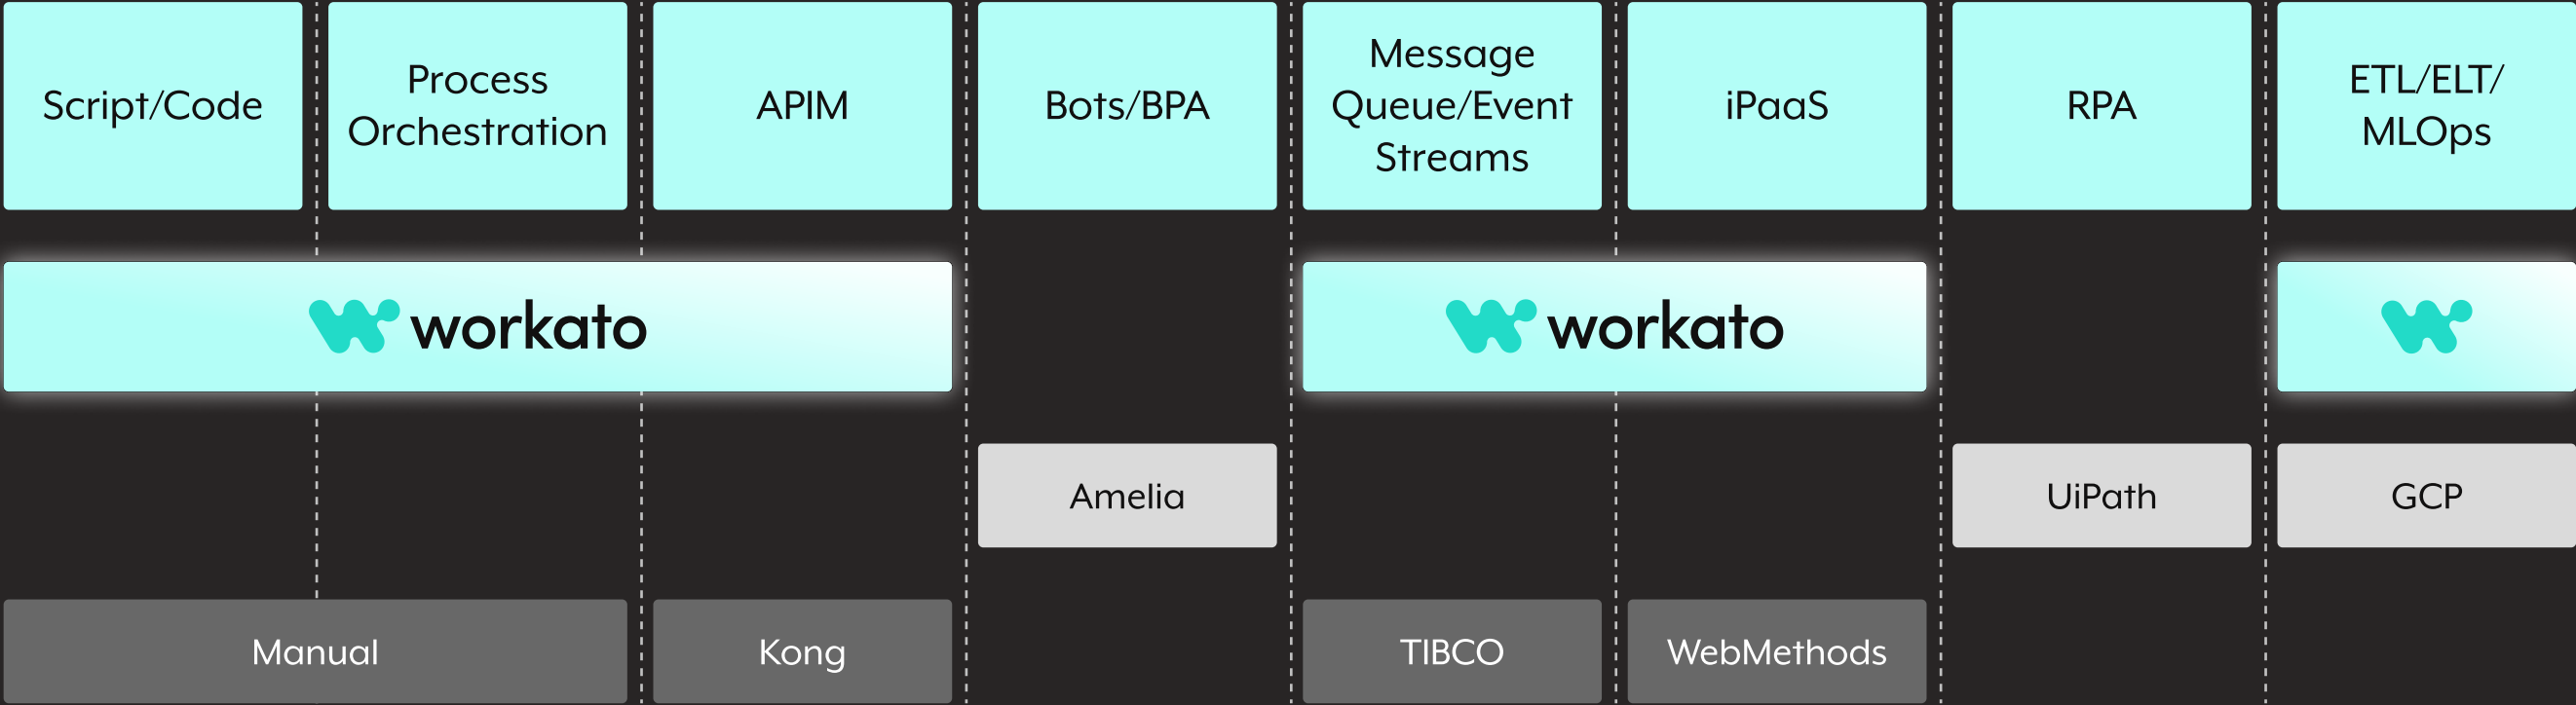 Script/Code
Process
Orchestration
APIM
Bots/BPA
Message
Queue/Event
Streams
iPaaS
RPA
ETL/ELT/
MLOps
workato
workato
Amelia
UiPath
GCP
Manual
Kong
TIBCO
WebMethods